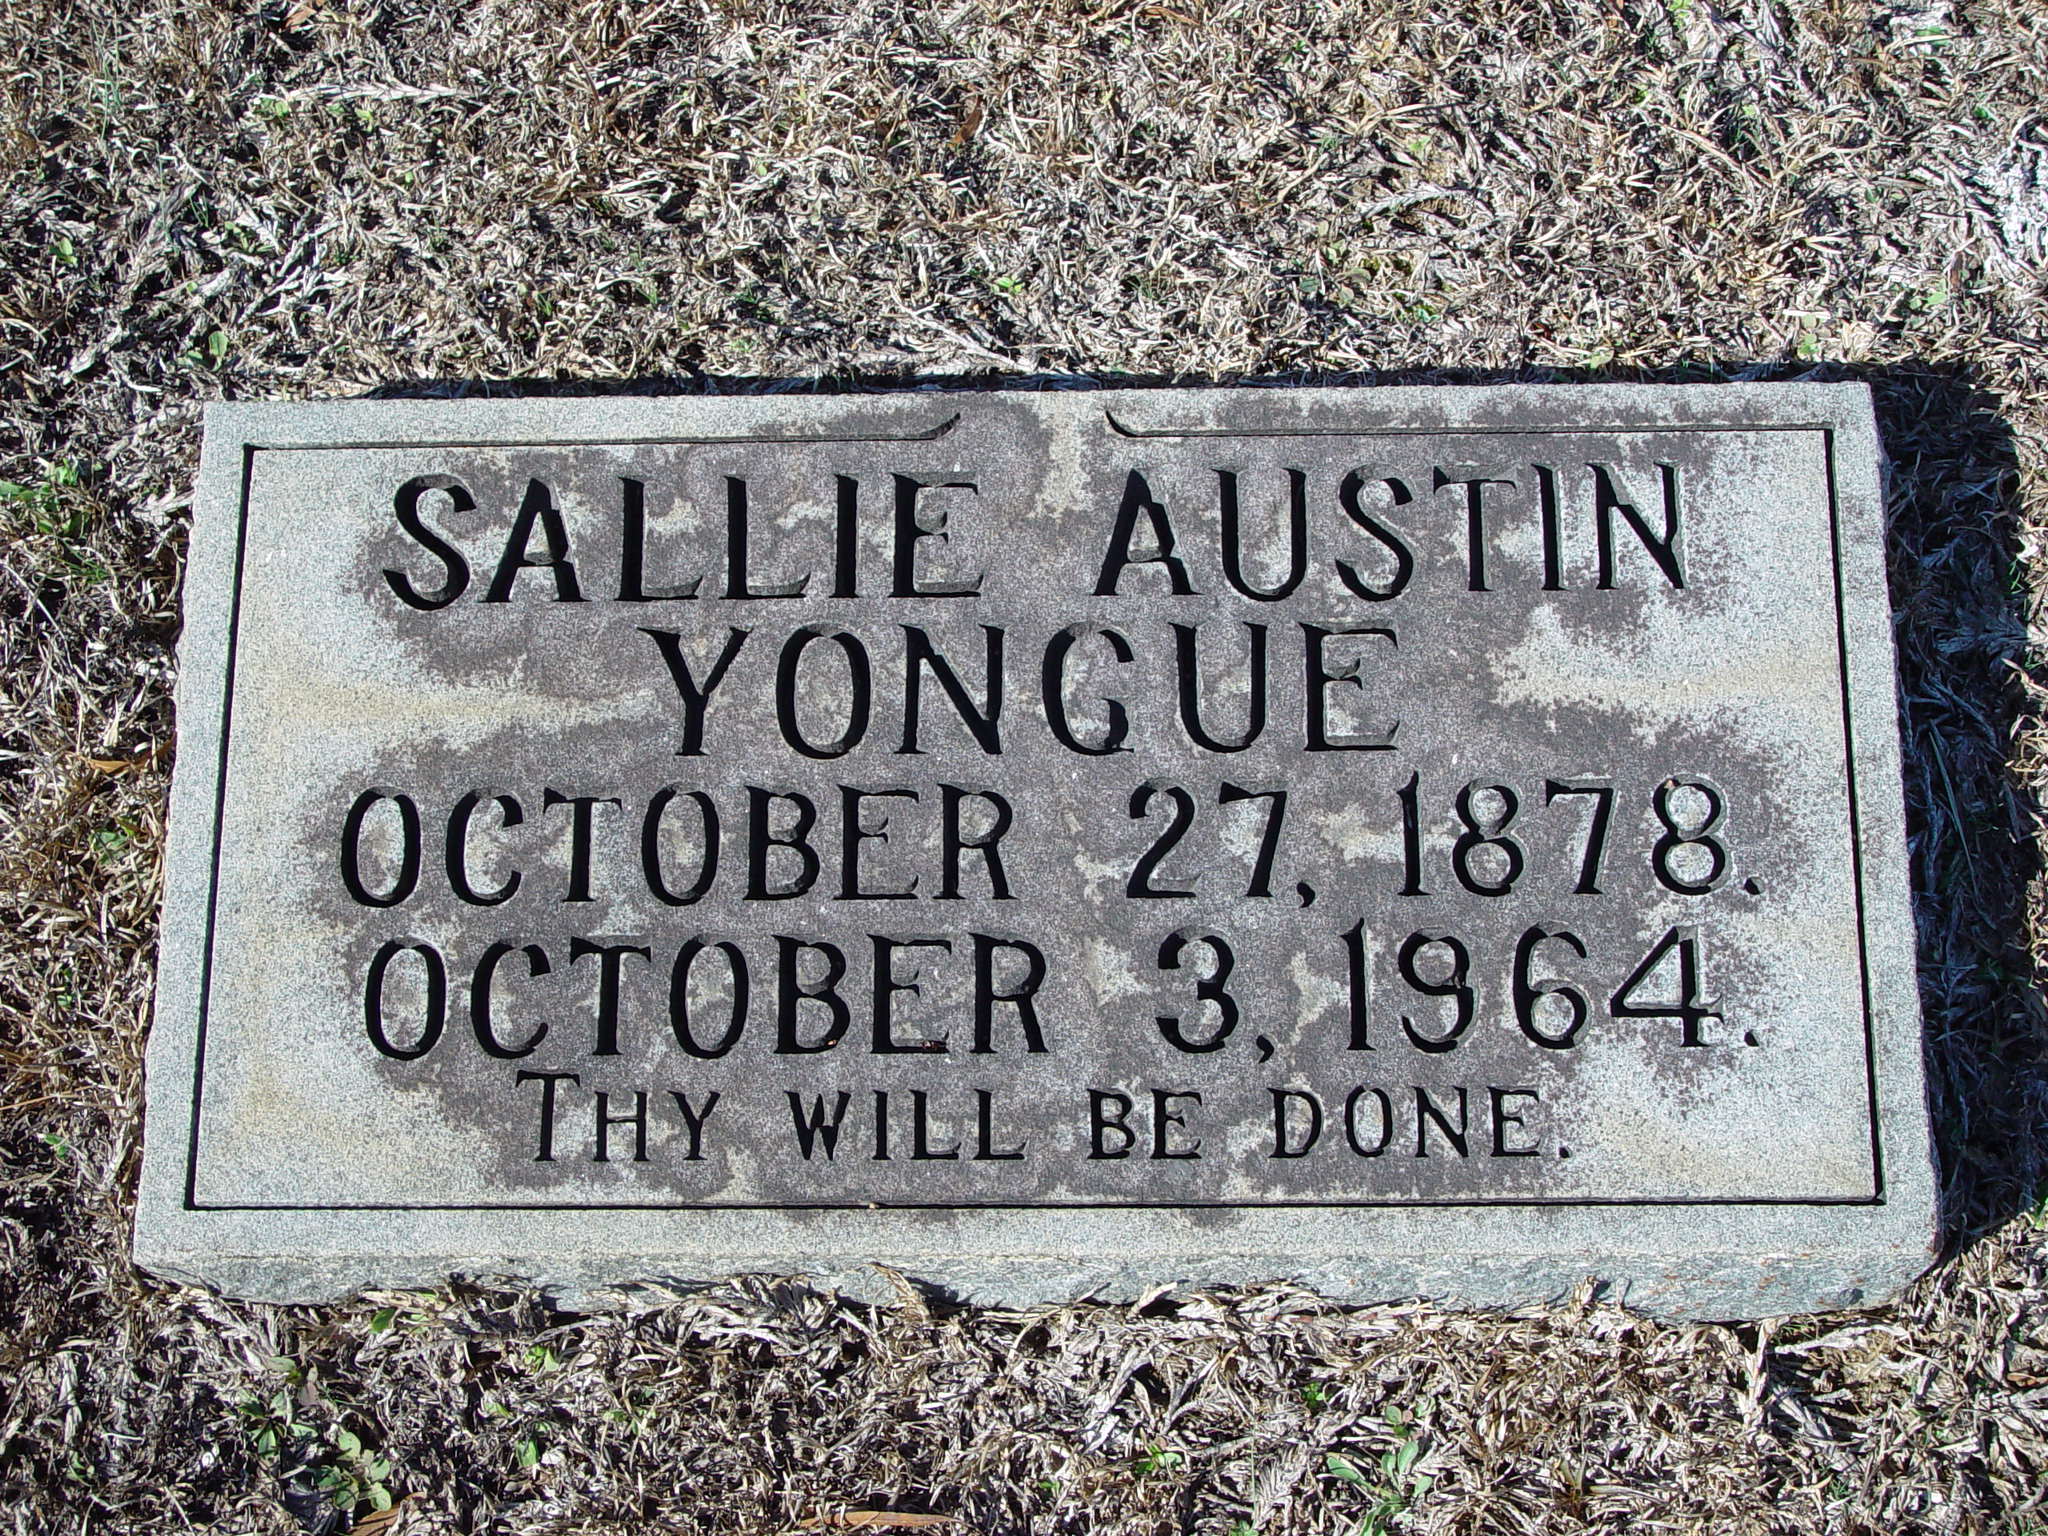 SALLIE AUSTIN
YONGUE
OCTOBER 27, 1878.
OCTOBER 3, 1964.
THY WILL BE DONE.